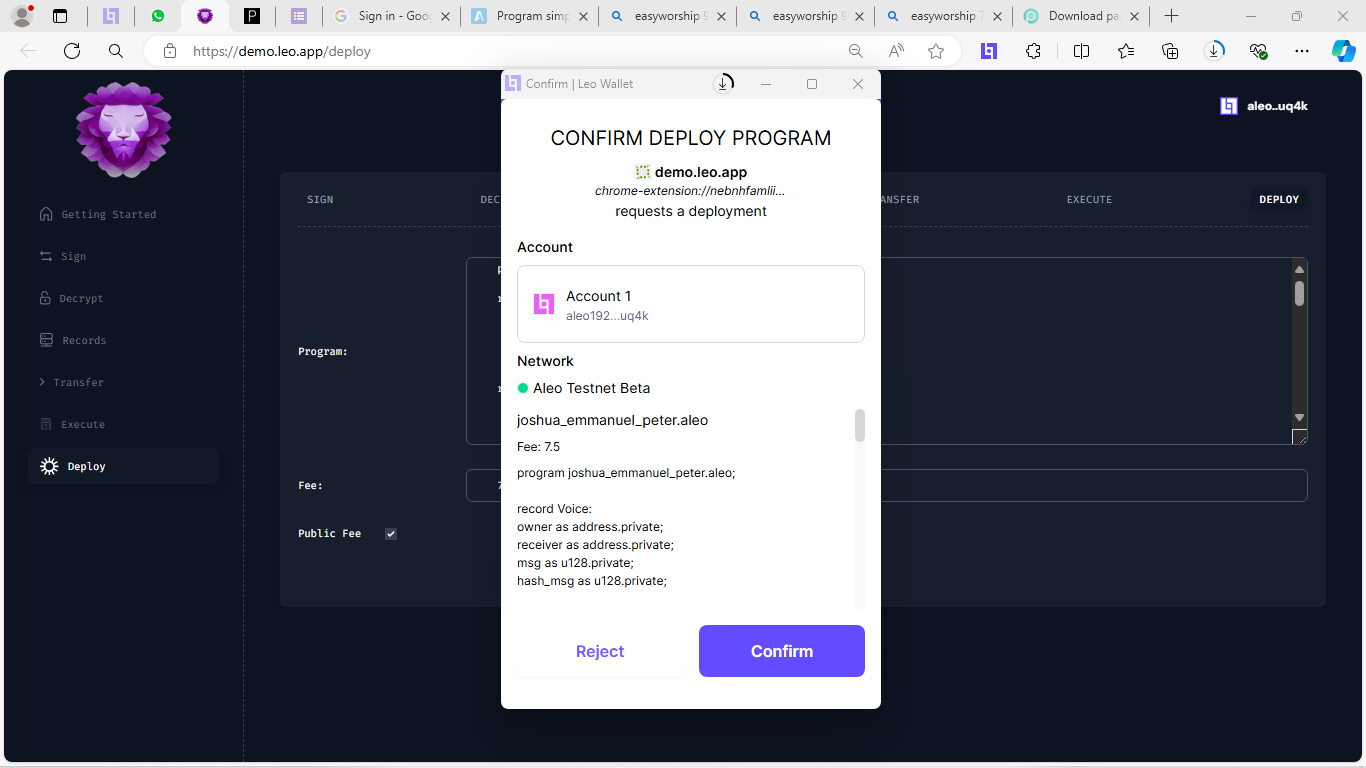 Sign in - Goo
Program simp
easyworship 9
easyworship 9
easyworship 7
Download pa
https://demo.leo.app/deploy
Confirm | Leo Wallet
aleo..uq4k
Getting Started
Sign
Decrypt
Records
Transfer
Execute
Deploy
SIGN
DEC
ANSFER
EXECUTE
DEPLOY
Program:
Fee:
Public Fee
CONFIRM DEPLOY PROGRAM
demo.leo.app
chrome-extension://nebnhfamlii...
requests a deployment
Account
Account 1
aleo192...uq4k
Network
Aleo Testnet Beta
joshua_emmanuel_peter.aleo
Fee: 7.5
program joshua_emmanuel_peter.aleo;
record Voice:
owner as address.private;
receiver as address.private;
msg as u128.private;
hash_msg as u128.private;
Reject
Confirm